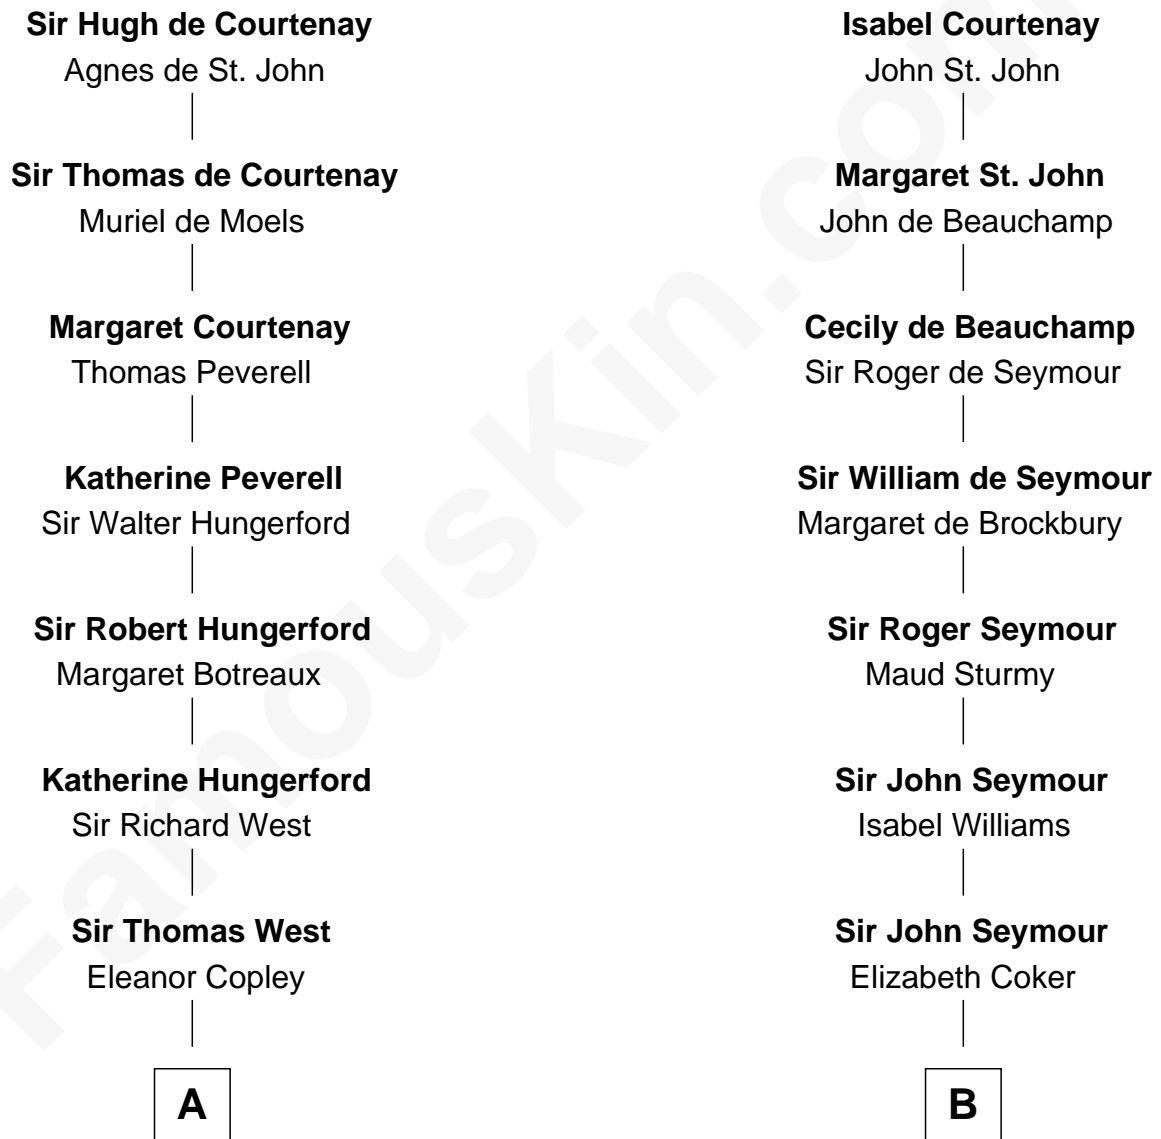 Sir Hugh de Courtenay
Agnes de St. John
Sir Thomas de Courtenay
Muriel de Moels
Margaret Courtenay
Thomas Peverell
Katherine Peverell
Sir Walter Hungerford
Sir Robert Hungerford
Margaret Botreaux
Katherine Hungerford
Sir Richard West
Sir Thomas West
Eleanor Copley
A
Isabel Courtenay
John St. John
Margaret St. John
John de Beauchamp
Cecily de Beauchamp
Sir Roger de Seymour
Sir William de Seymour
Margaret de Brockbury
Sir Roger Seymour
Maud Sturmy
Sir John Seymour
Isabel Williams
Sir John Seymour
Elizabeth Coker
B
FamousKin.com